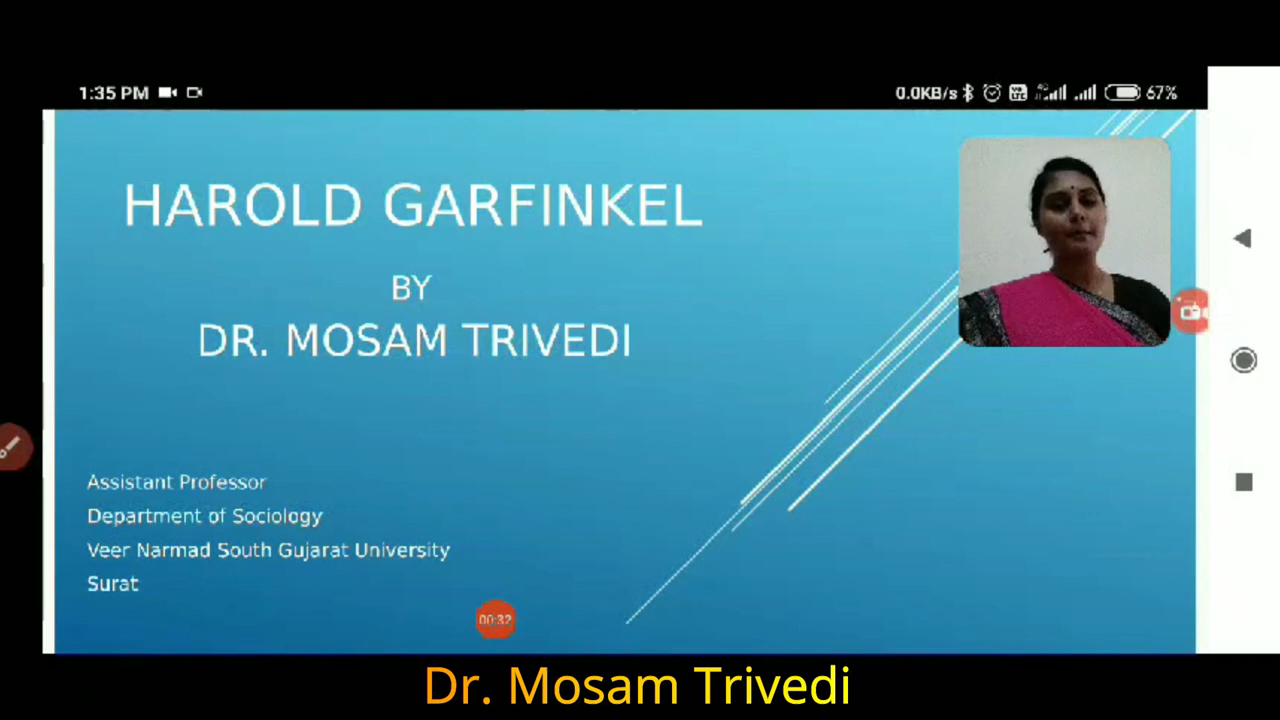 1:35 PM
0.0KB/s 4G 67%
HAROLD GARFINKEL
BY
DR. MOSAM TRIVEDI
Assistant Professor
Department of Sociology
Veer Narmad South Gujarat University
Surat
00:32
Dr. Mosam Trivedi